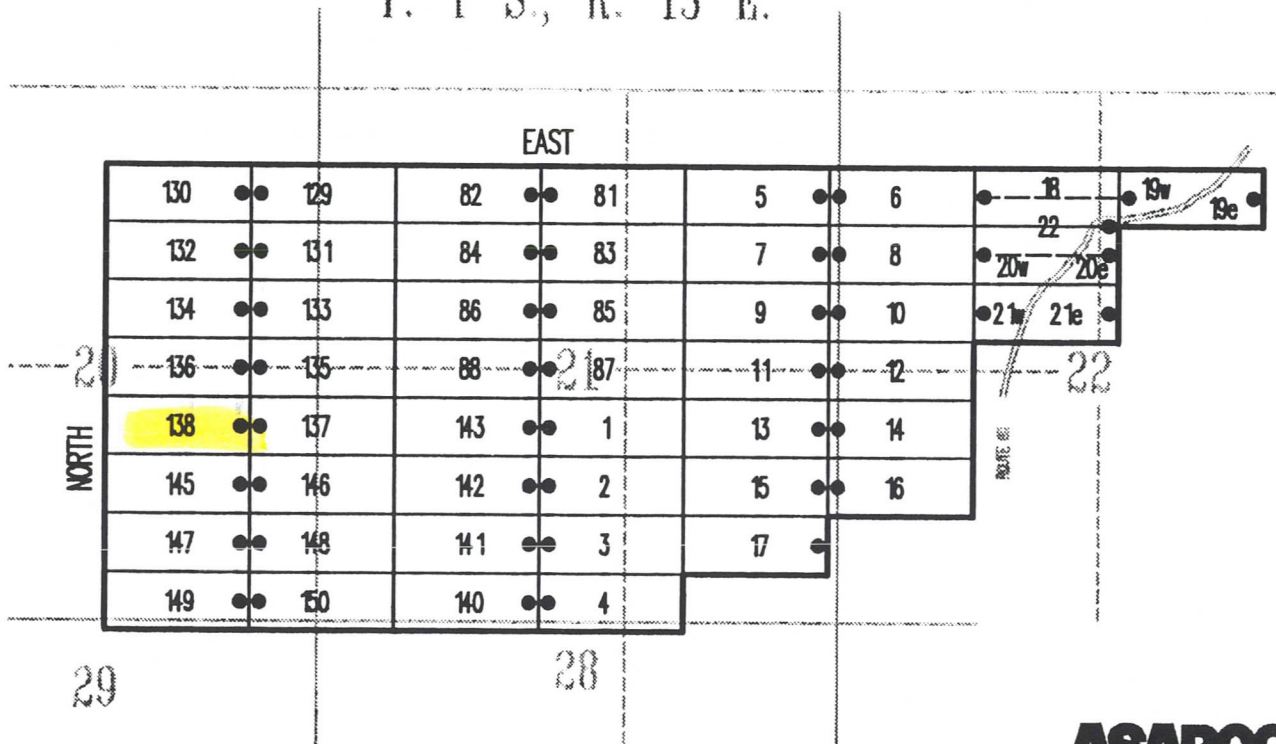 T. 1 S., R. 13 E.
EAST
130 129 82 81 5 6 18 19w 19e
22
132 131 84 83 7 8 20w 20e
134 133 86 85 9 10 21w 21e
20 136 135 88 21 87 11 12 22
138 137 143 1 13 14
NORTH
ROUTE
145 146 142 2 15 16
147 148 141 3 17
149 150 140 4
29 28
ASARCO